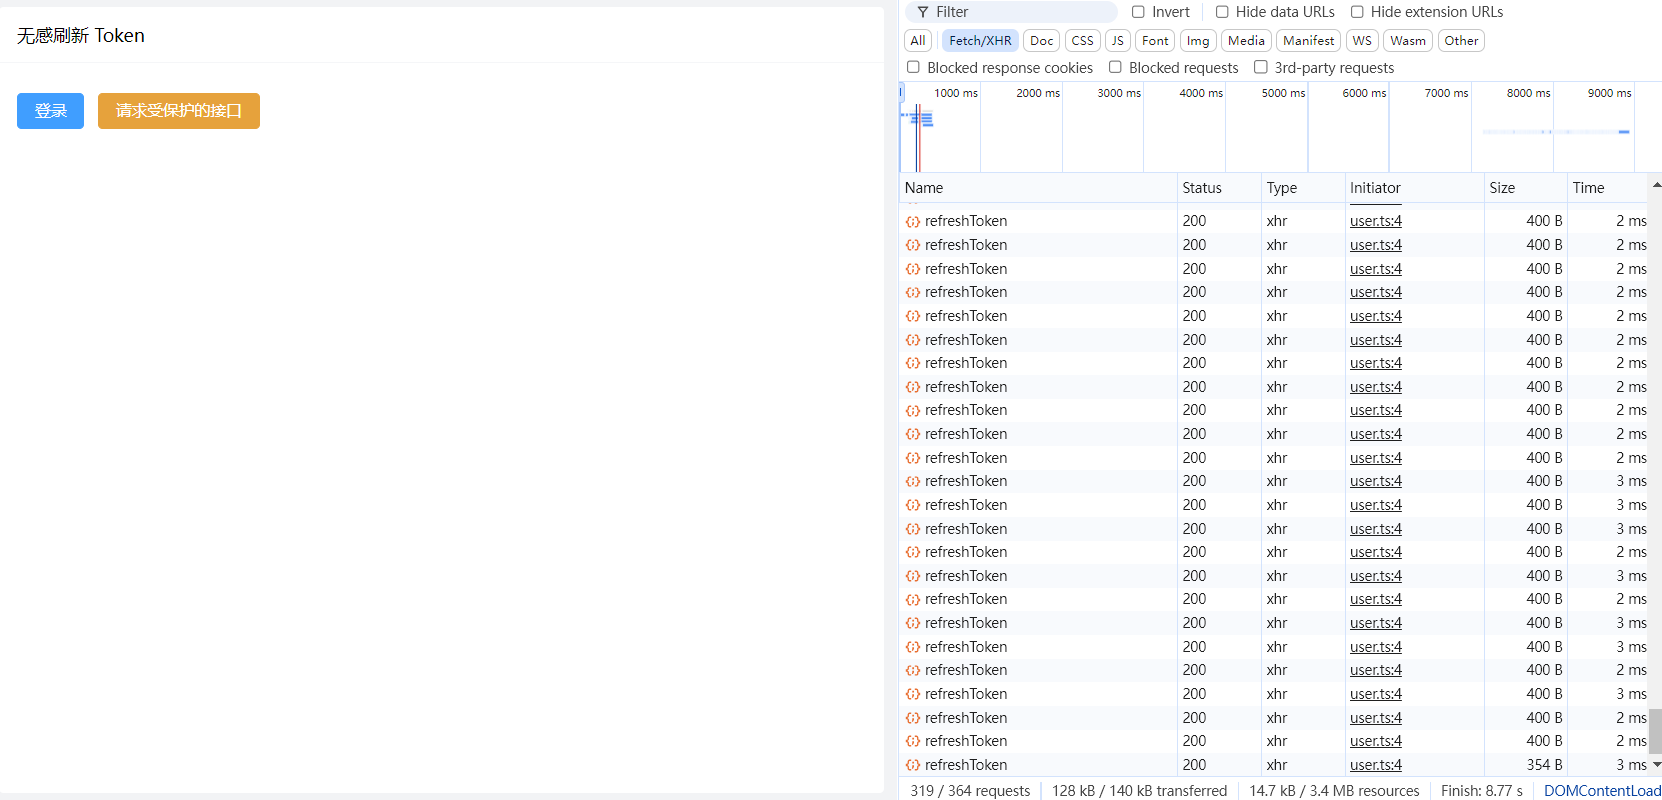 无感刷新 Token
登录
请求受保护的接口
Filter
Invert
Hide data URLs
Hide extension URLs
All
Fetch/XHR
Doc
CSS
JS
Font
Img
Media
Manifest
WS
Wasm
Other
Blocked response cookies
Blocked requests
3rd-party requests
1000 ms
2000 ms
3000 ms
4000 ms
5000 ms
6000 ms
7000 ms
8000 ms
9000 ms
Name Status Type Initiator Size Time
refreshToken 200 xhr user.ts:4 400 B 2 ms
refreshToken 200 xhr user.ts:4 400 B 2 ms
refreshToken 200 xhr user.ts:4 400 B 2 ms
refreshToken 200 xhr user.ts:4 400 B 2 ms
refreshToken 200 xhr user.ts:4 400 B 2 ms
refreshToken 200 xhr user.ts:4 400 B 2 ms
refreshToken 200 xhr user.ts:4 400 B 2 ms
refreshToken 200 xhr user.ts:4 400 B 2 ms
refreshToken 200 xhr user.ts:4 400 B 2 ms
refreshToken 200 xhr user.ts:4 400 B 2 ms
refreshToken 200 xhr user.ts:4 400 B 2 ms
refreshToken 200 xhr user.ts:4 400 B 3 ms
refreshToken 200 xhr user.ts:4 400 B 3 ms
refreshToken 200 xhr user.ts:4 400 B 3 ms
refreshToken 200 xhr user.ts:4 400 B 2 ms
refreshToken 200 xhr user.ts:4 400 B 3 ms
refreshToken 200 xhr user.ts:4 400 B 2 ms
refreshToken 200 xhr user.ts:4 400 B 3 ms
refreshToken 200 xhr user.ts:4 400 B 3 ms
refreshToken 200 xhr user.ts:4 400 B 2 ms
refreshToken 200 xhr user.ts:4 400 B 3 ms
refreshToken 200 xhr user.ts:4 400 B 2 ms
refreshToken 200 xhr user.ts:4 400 B 2 ms
refreshToken 200 xhr user.ts:4 354 B 3 ms
319 / 364 requests
128 kB / 140 kB transferred
14.7 kB / 3.4 MB resources
Finish: 8.77 s
DOMContentLoad